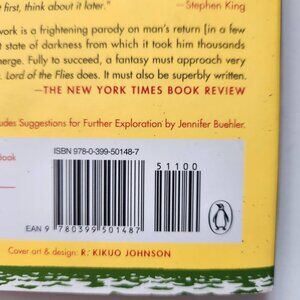 t first, think about it later."
—Stephen King
work is a frightening parody on man's return [in a few
t state of darkness from which it took him thousands
merge. Fully to succeed, a fantasy must approach very
Lord of the Flies does. It must also be superbly written.
—THE NEW YORK TIMES BOOK REVIEW
udes Suggestions for Further Exploration by Jennifer Buehler.
Book
ISBN 978-0-399-50148-7
51100
EAN 9 780399 501487
Cover art & design: R. KIKUO JOHNSON